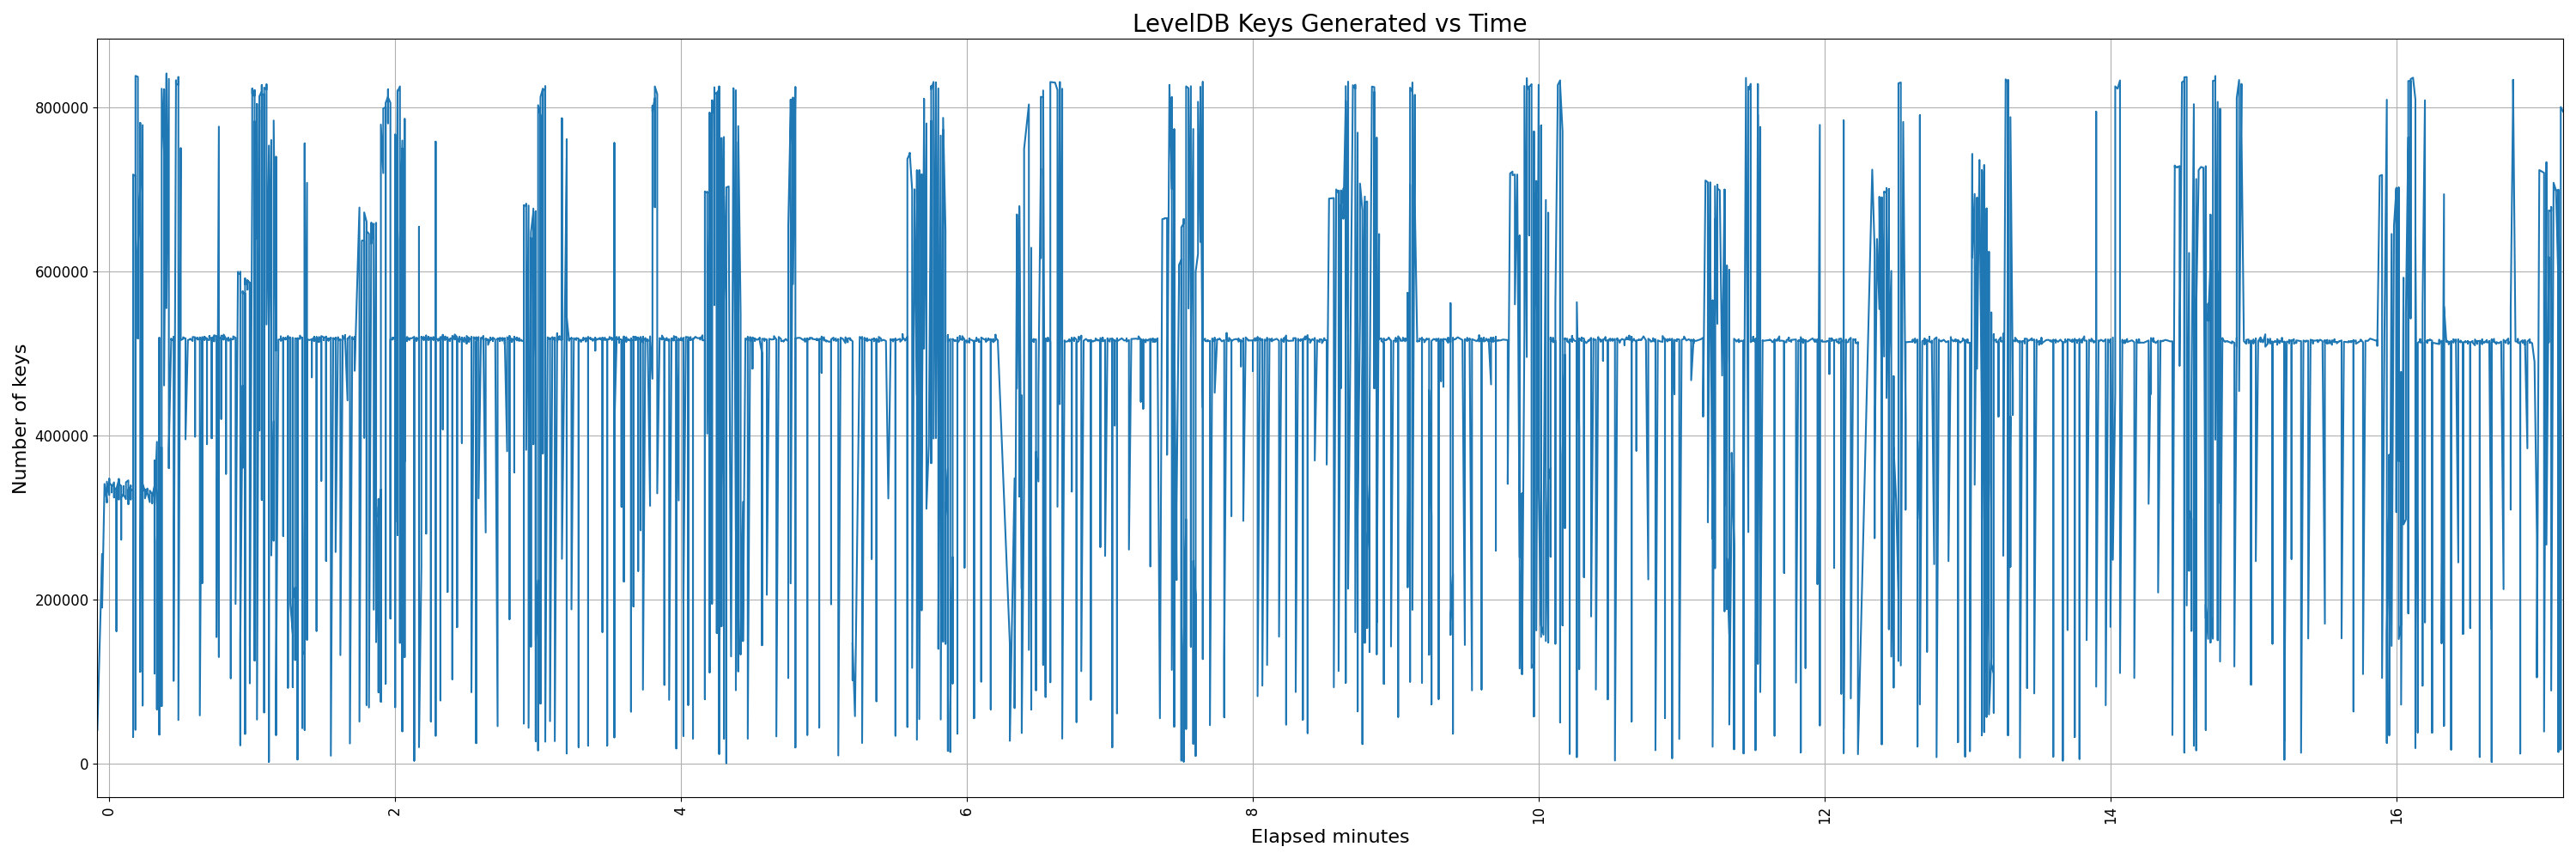 LevelDB Keys Generated vs Time
Number of keys
800000
600000
400000
200000
0
0 2 4 6 8 10 12 14 16
Elapsed minutes